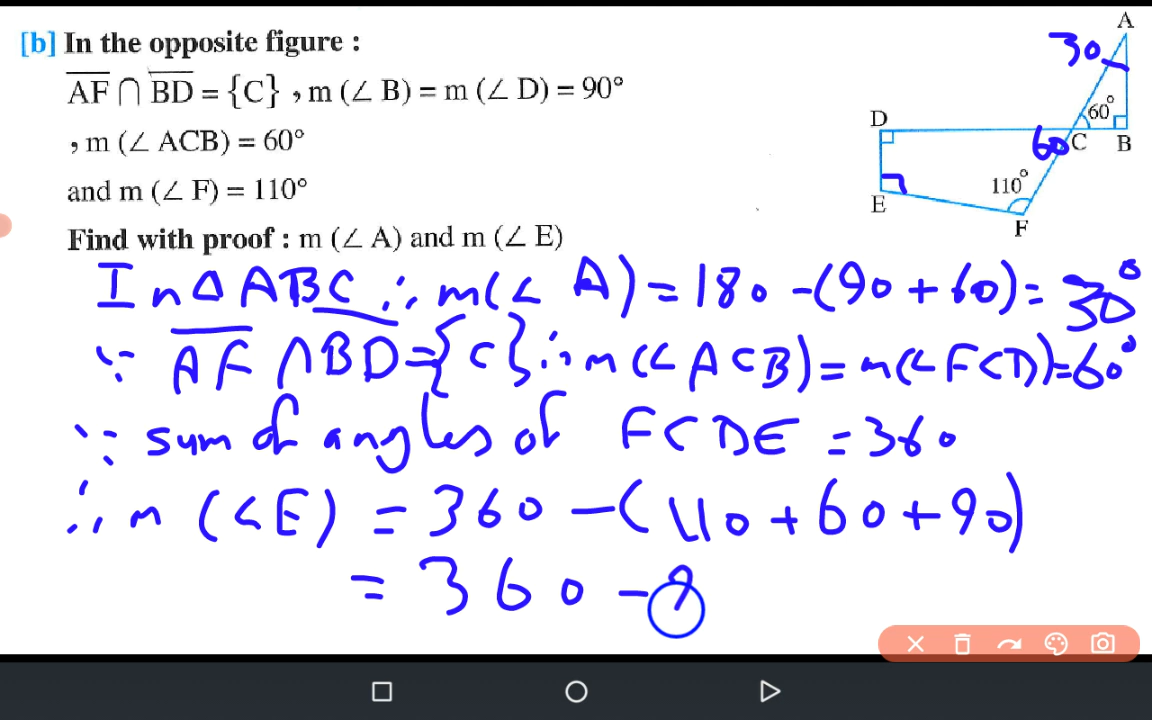 [b] In the opposite figure :
AF ∩ BD = {C} , m (∠ B) = m (∠ D) = 90°
, m (∠ ACB) = 60°
and m (∠ F) = 110°
Find with proof : m (∠ A) and m (∠ E)
A
30
60°
D
60
C
B
110°
E
F
In △ ABC ∴ m(∠ A) = 180 - (90 + 60) = 30°
∵ AF ∩ BD = {C} ∴ m(∠ ACB) = m(∠ FCD) = 60°
∵ sum of angles of FCDE = 360
∴ m (∠E) = 360 - (110 + 60 + 90)
= 360 -